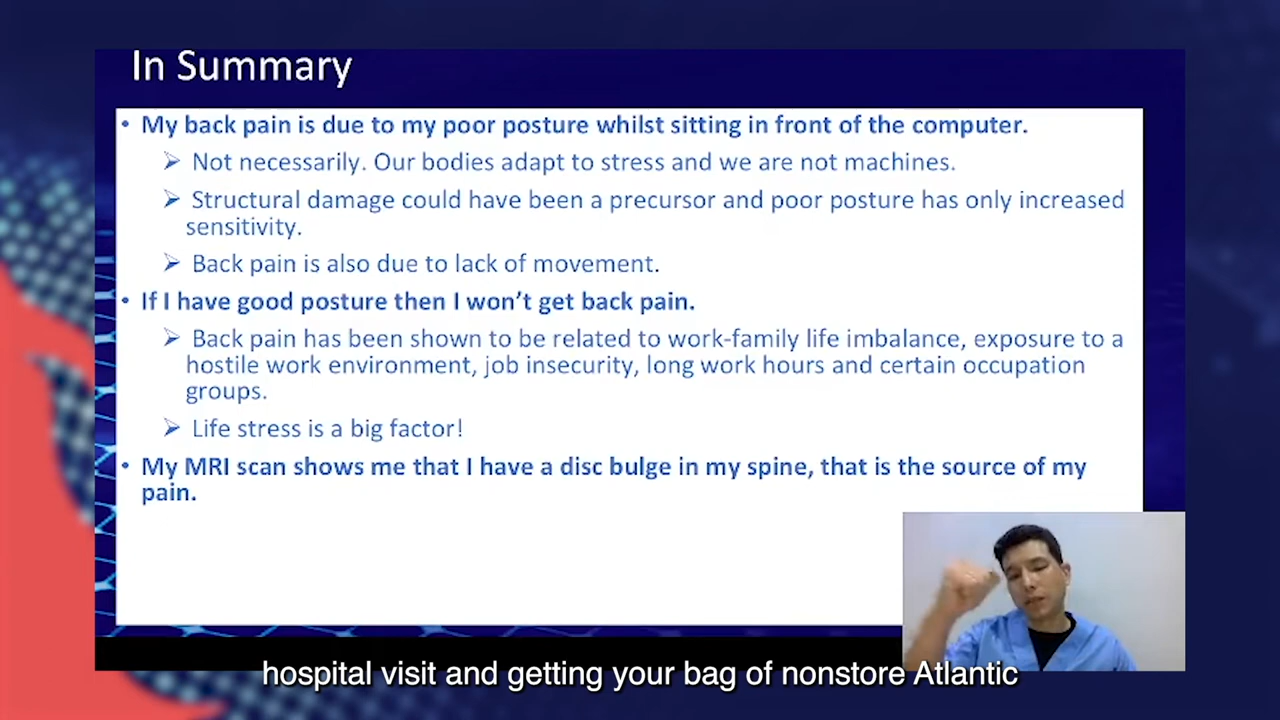 In Summary
• My back pain is due to my poor posture whilst sitting in front of the computer.
➢ Not necessarily. Our bodies adapt to stress and we are not machines.
➢ Structural damage could have been a precursor and poor posture has only increased
sensitivity.
➢ Back pain is also due to lack of movement.
• If I have good posture then I won't get back pain.
➢ Back pain has been shown to be related to work-family life imbalance, exposure to a
hostile work environment, job insecurity, long work hours and certain occupation
groups.
➢ Life stress is a big factor!
• My MRI scan shows me that I have a disc bulge in my spine, that is the source of my
pain.
hospital visit and getting your bag of nonstore Atlantic